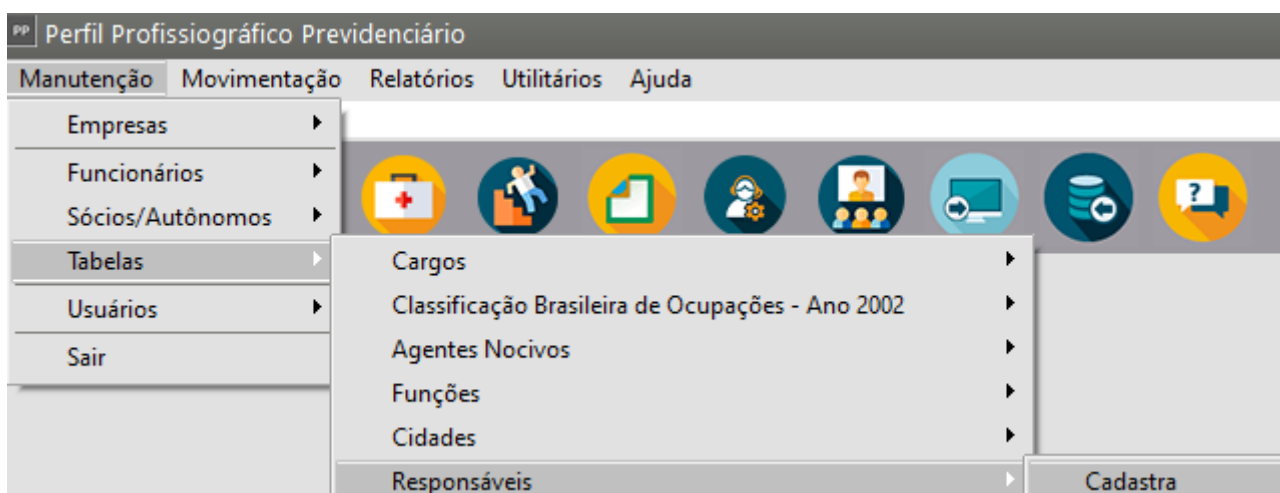 PP Perfil Profissiográfico Previdenciário
Manutenção Movimentação Relatórios Utilitários Ajuda
Empresas
Funcionários
Sócios/Autônomos
Tabelas
Usuários
Sair
Cargos
Classificação Brasileira de Ocupações - Ano 2002
Agentes Nocivos
Funções
Cidades
Responsáveis
Cadastra
?